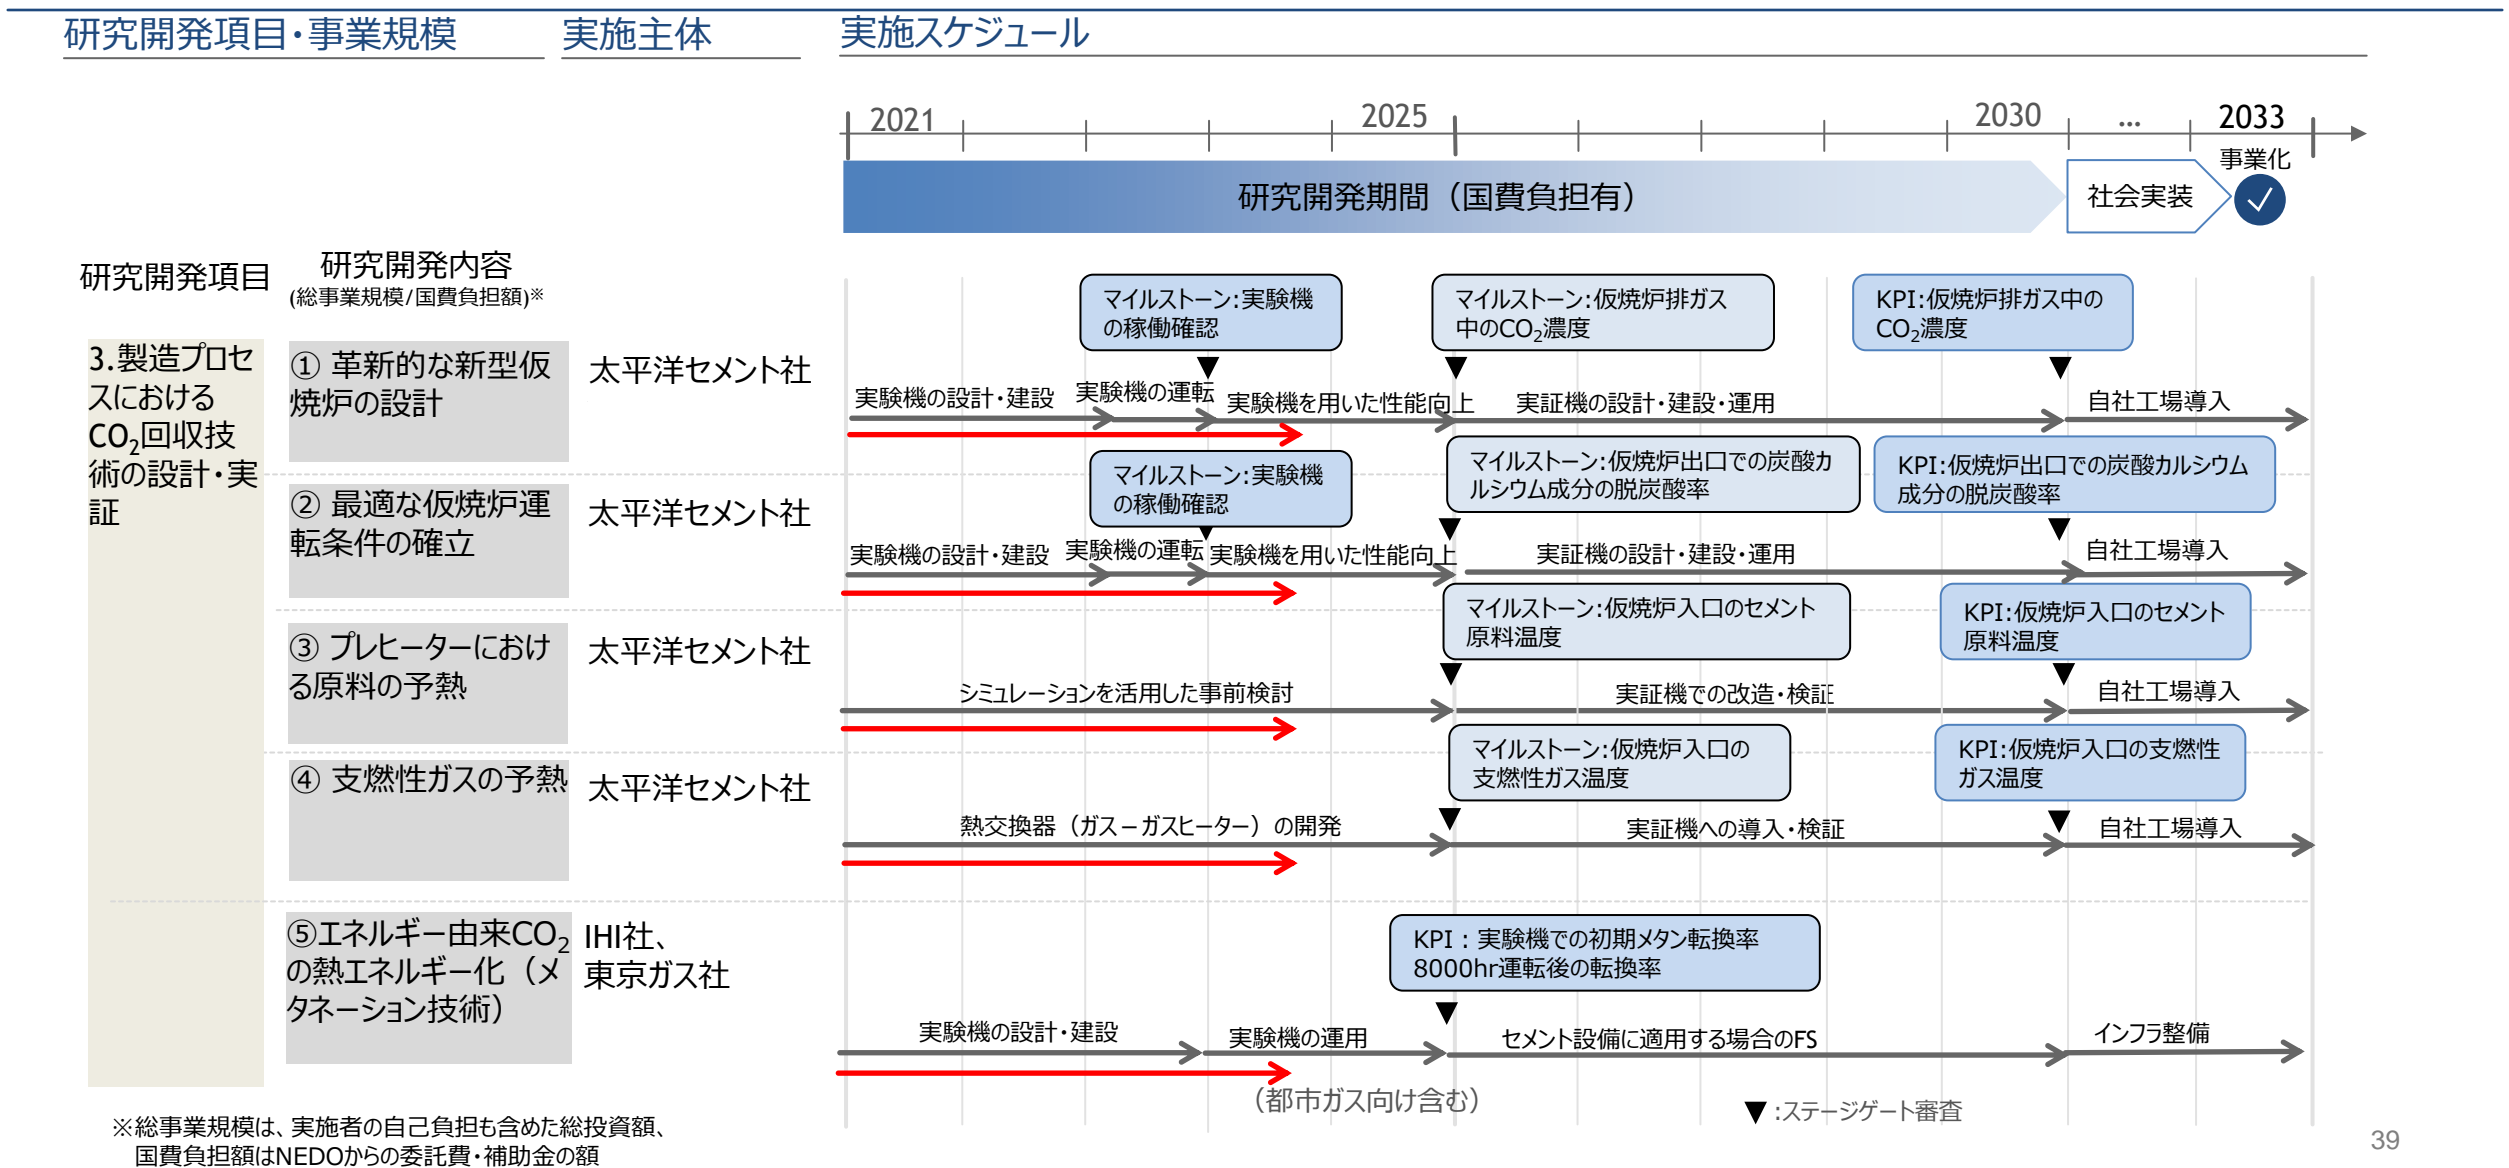 研究開発項目・事業規模
実施主体
実施スケジュール
2021
2025
2030
...
2033
事業化
研究開発期間（国費負担有）
社会実装
研究開発項目
研究開発内容
(総事業規模/国費負担額)※
3.製造プロセ
スにおける
CO2回収技
術の設計・実
証
① 革新的な新型仮
焼炉の設計
太平洋セメント社
マイルストーン:実験機
の稼働確認
マイルストーン:仮焼炉排ガス
中のCO2濃度
KPI:仮焼炉排ガス中の
CO2濃度
実験機の設計・建設
実験機の運転
実験機を用いた性能向上
実証機の設計・建設・運用
自社工場導入
② 最適な仮焼炉運
転条件の確立
太平洋セメント社
マイルストーン:実験機
の稼働確認
マイルストーン:仮焼炉出口での炭酸カ
ルシウム成分の脱炭酸率
KPI:仮焼炉出口での炭酸カルシウム
成分の脱炭酸率
実験機の設計・建設
実験機の運転
実験機を用いた性能向上
実証機の設計・建設・運用
自社工場導入
③ プレヒーターにおけ
る原料の予熱
太平洋セメント社
マイルストーン:仮焼炉入口のセメント
原料温度
KPI:仮焼炉入口のセメント
原料温度
シミュレーションを活用した事前検討
実証機での改造・検証
自社工場導入
④ 支燃性ガスの予熱
太平洋セメント社
マイルストーン:仮焼炉入口の
支燃性ガス温度
KPI:仮焼炉入口の支燃性
ガス温度
熱交換器（ガス－ガスヒーター）の開発
実証機への導入・検証
自社工場導入
⑤エネルギー由来CO2
の熱エネルギー化（メ
タネーション技術）
IHI社、
東京ガス社
KPI：実験機での初期メタン転換率
8000hr運転後の転換率
実験機の設計・建設
実験機の運用
セメント設備に適用する場合のFS
インフラ整備
（都市ガス向け含む）
▼:ステージゲート審査
※総事業規模は、実施者の自己負担も含めた総投資額、
国費負担額はNEDOからの委託費・補助金の額
39